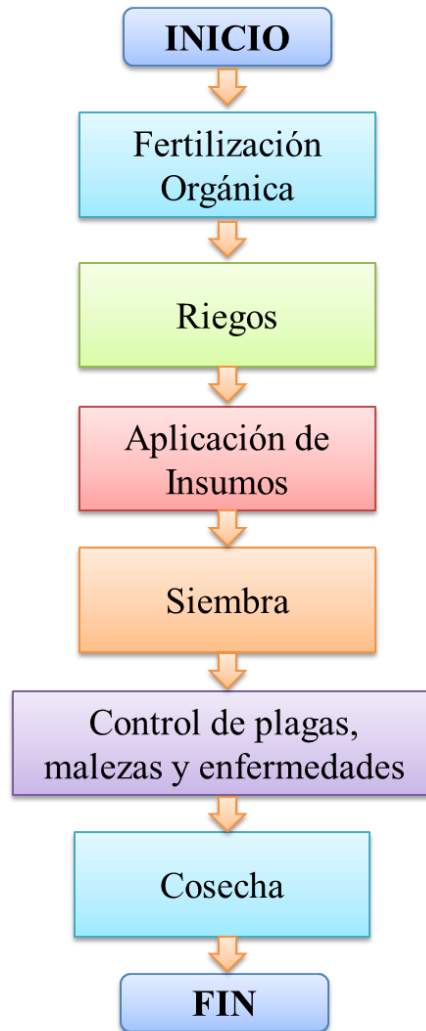 INICIO
Fertilización
Orgánica
Riegos
Aplicación de
Insumos
Siembra
Control de plagas,
malezas y enfermedades
Cosecha
FIN